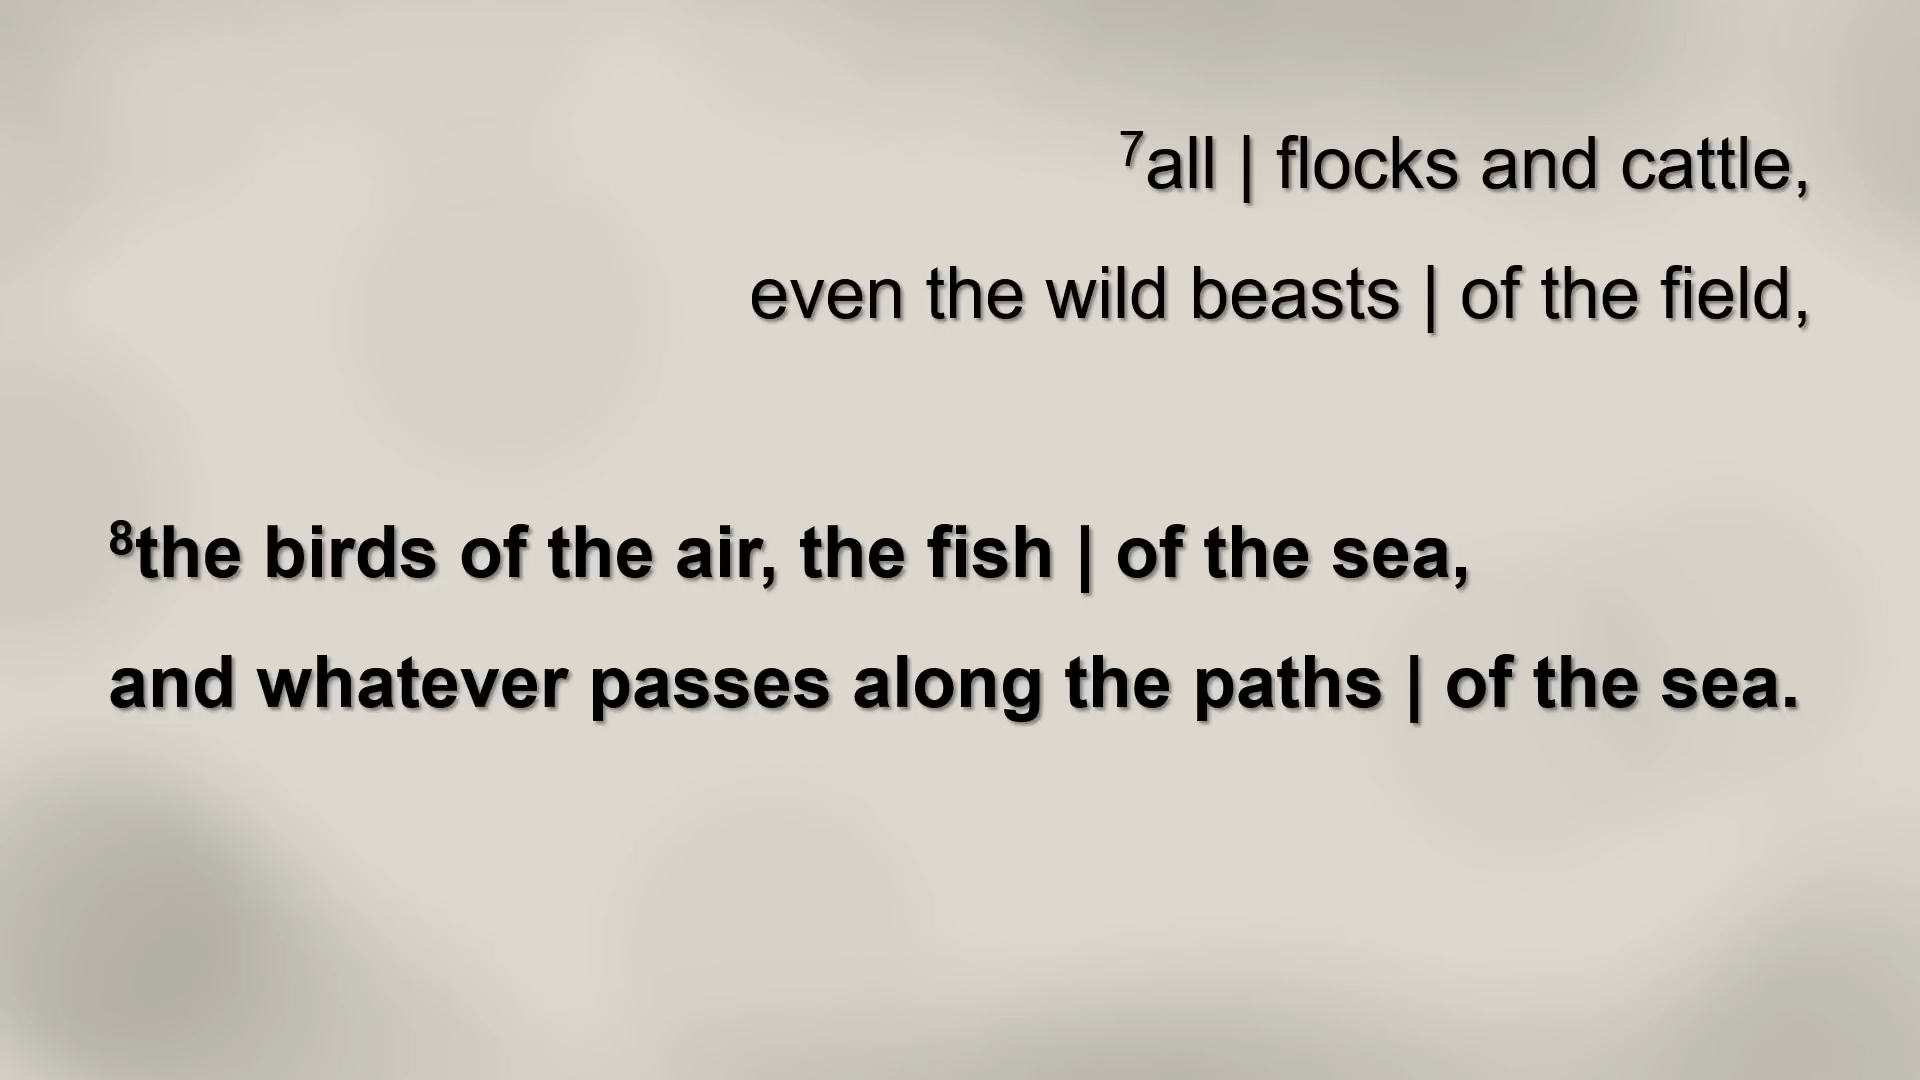 ⁷all | flocks and cattle,
even the wild beasts | of the field,
⁸the birds of the air, the fish | of the sea,
and whatever passes along the paths | of the sea.